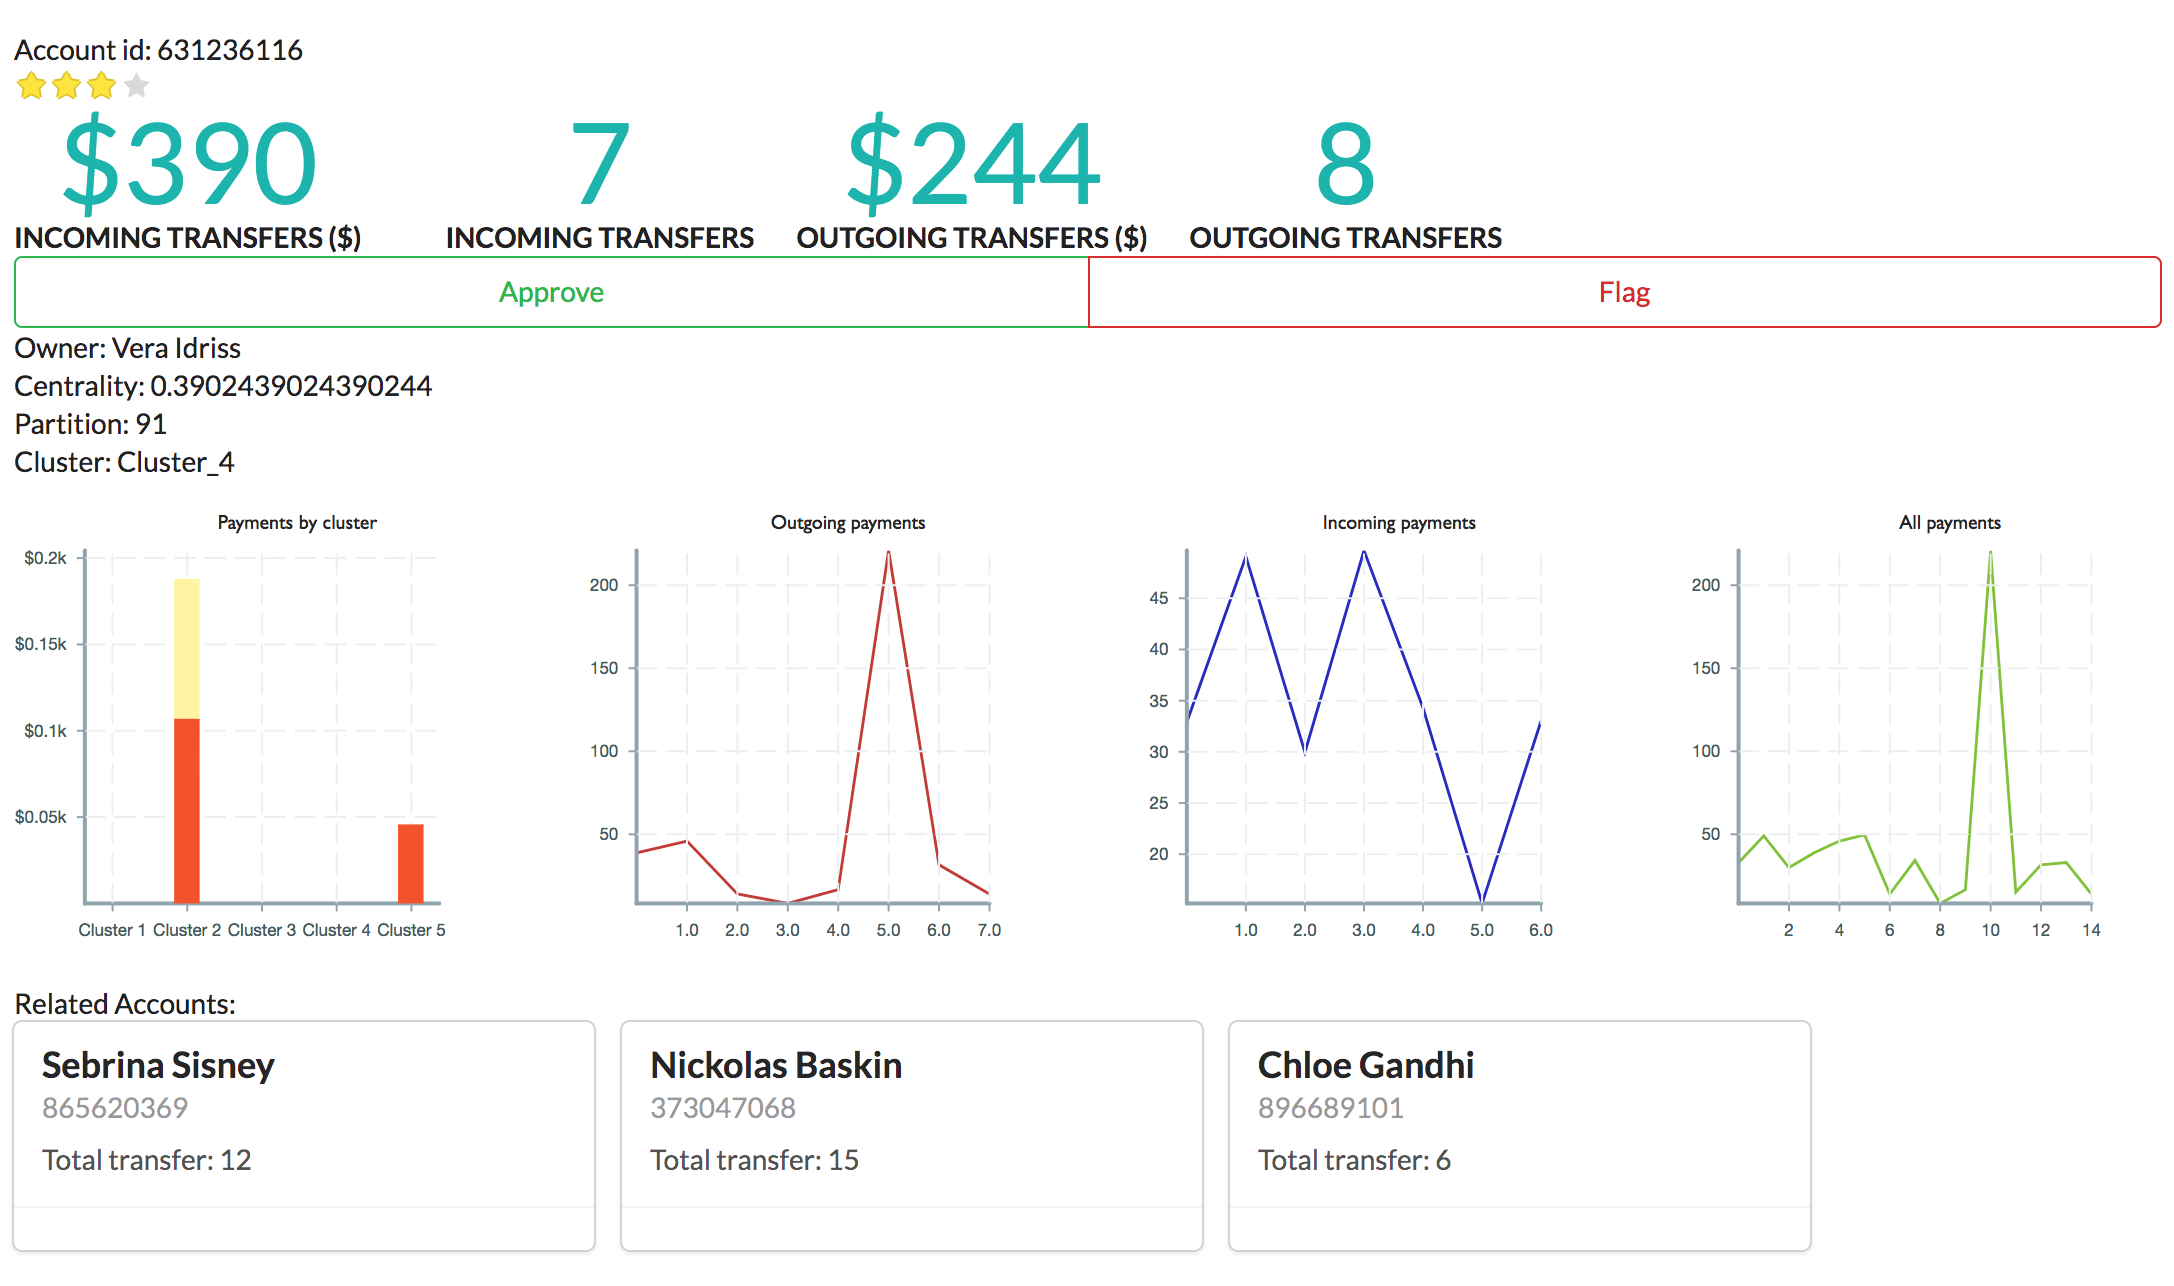 Account id: 631236116
$390 7 $244 8
INCOMING TRANSFERS ($) INCOMING TRANSFERS OUTGOING TRANSFERS ($) OUTGOING TRANSFERS
Approve Flag
Owner: Vera Idriss
Centrality: 0.3902439024390244
Partition: 91
Cluster: Cluster_4
Payments by cluster
$0.2k
$0.15k
$0.1k
$0.05k
Cluster 1 Cluster 2 Cluster 3 Cluster 4 Cluster 5
Outgoing payments
200
150
100
50
1.0 2.0 3.0 4.0 5.0 6.0 7.0
Incoming payments
45
40
35
30
25
20
1.0 2.0 3.0 4.0 5.0 6.0
All payments
200
150
100
50
2 4 6 8 10 12 14
Related Accounts:
Sebrina Sisney
865620369
Total transfer: 12
Nickolas Baskin
373047068
Total transfer: 15
Chloe Gandhi
896689101
Total transfer: 6